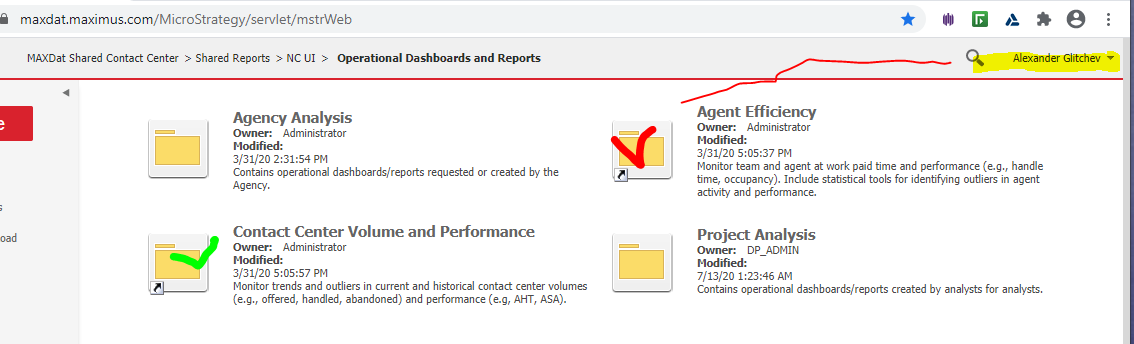 maxdat.maximus.com/MicroStrategy/servlet/mstrWeb
MAXDat Shared Contact Center > Shared Reports > NC UI > Operational Dashboards and Reports
Alexander Glitchev
e
s
oad
Agency Analysis
Owner: Administrator
Modified:
3/31/20 2:31:54 PM
Contains operational dashboards/reports requested or created by the
Agency.
Agent Efficiency
Owner: Administrator
Modified:
3/31/20 5:05:37 PM
Monitor team and agent at work paid time and performance (e.g., handle
time, occupancy). Include statistical tools for identifying outliers in agent
activity and performance.
Contact Center Volume and Performance
Owner: Administrator
Modified:
3/31/20 5:05:57 PM
Monitor trends and outliers in current and historical contact center volumes
(e.g., offered, handled, abandoned) and performance (e.g, AHT, ASA).
Project Analysis
Owner: DP_ADMIN
Modified:
7/13/20 1:23:46 AM
Contains operational dashboards/reports created by analysts for analysts.